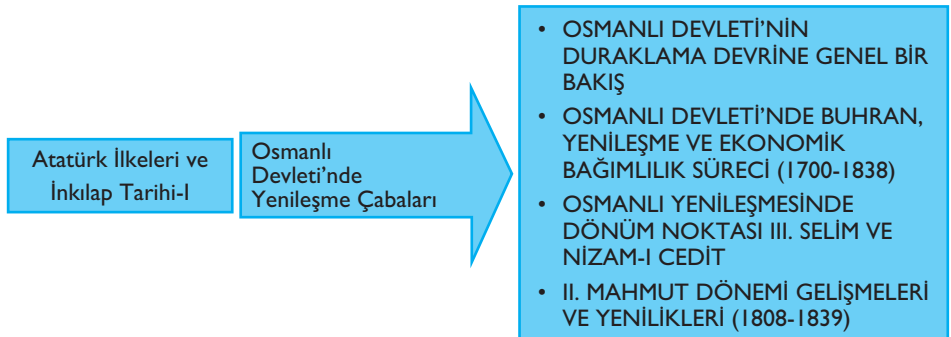 Atatürk İlkeleri ve
İnkılap Tarihi-I
Osmanlı
Devleti’nde
Yenileşme Çabaları
• OSMANLI DEVLETİ’NİN
DURAKLAMA DEVRİNE GENEL BİR
BAKIŞ
• OSMANLI DEVLETİ’NDE BUHRAN,
YENİLEŞME VE EKONOMİK
BAĞIMLILIK SÜRECİ (1700-1838)
• OSMANLI YENİLEŞMESİNDE
DÖNÜM NOKTASI III. SELİM VE
NİZAM-I CEDİT
• II. MAHMUT DÖNEMİ GELİŞMELERİ
VE YENİLİKLERİ (1808-1839)